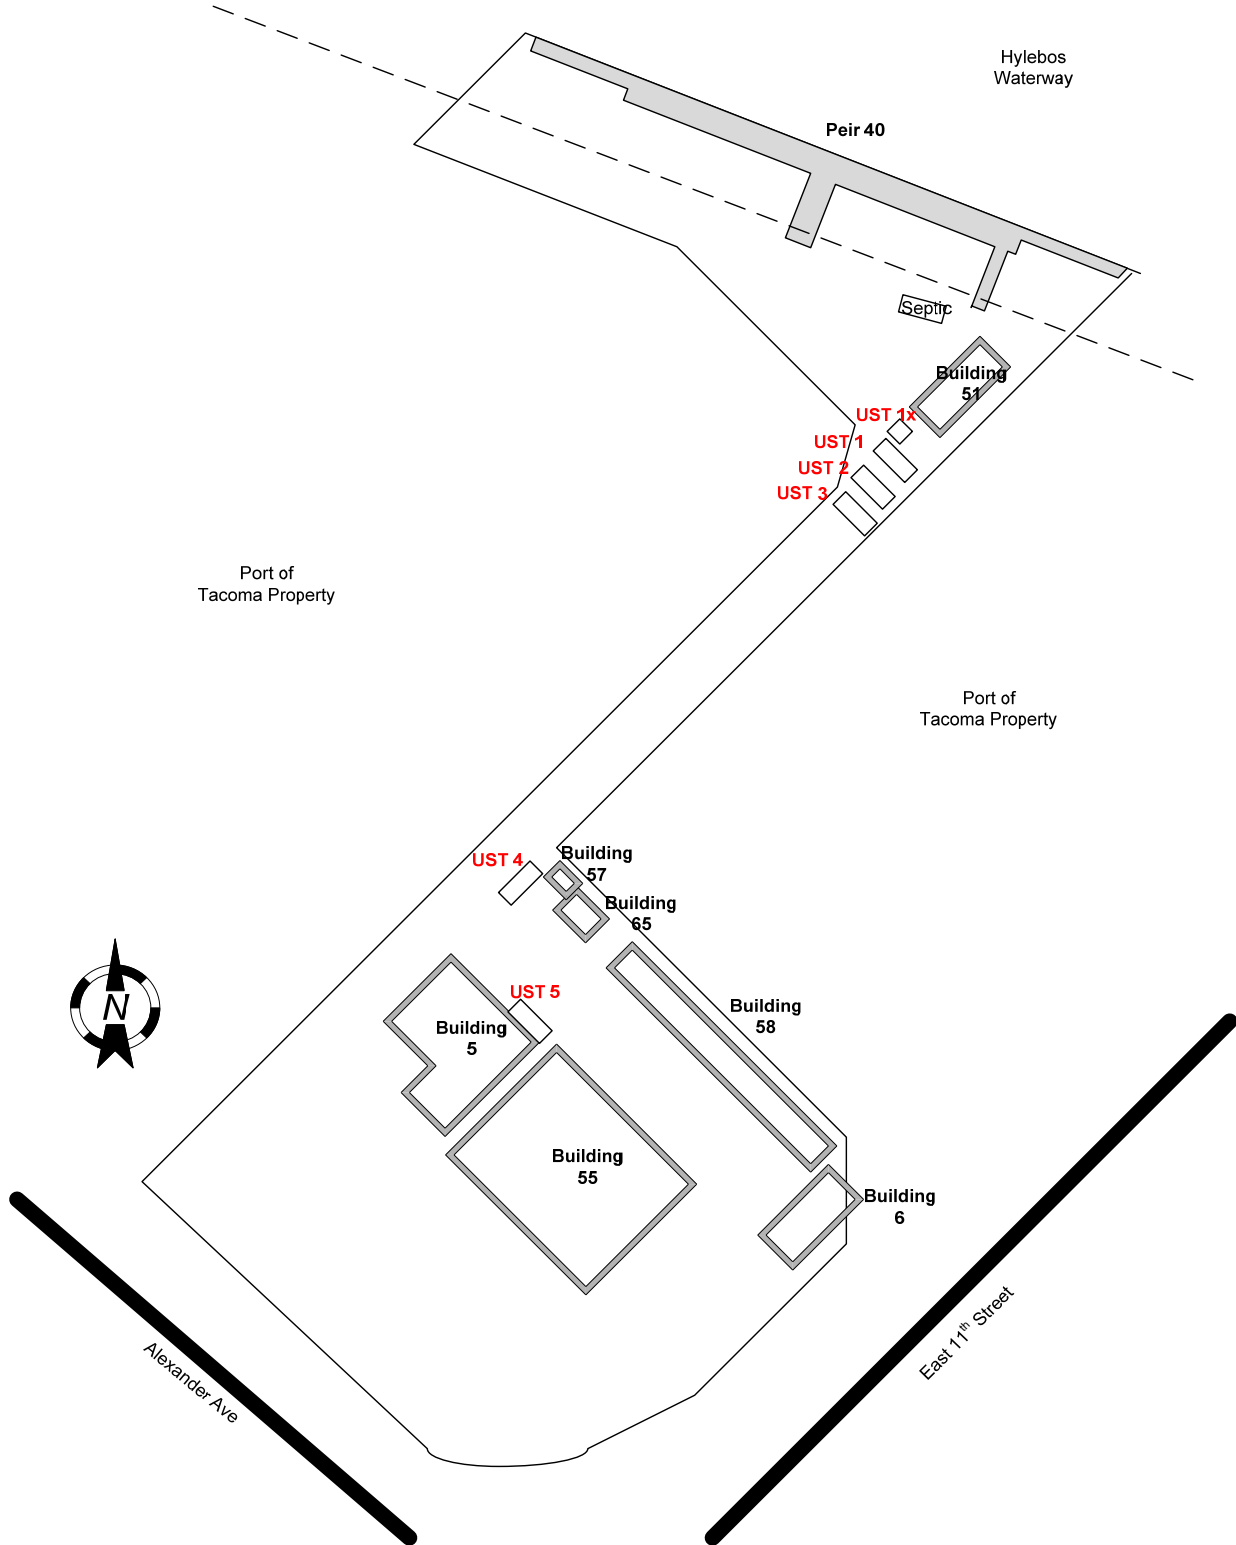 Hylebos
Waterway
Peir 40
Septic
Building
51
UST 1x
UST 1
UST 2
UST 3
Port of
Tacoma Property
Port of
Tacoma Property
UST 4
Building
57
Building
65
UST 5
Building
58
Building
5
N
Building
55
Building
6
East 11th Street
Alexander Ave